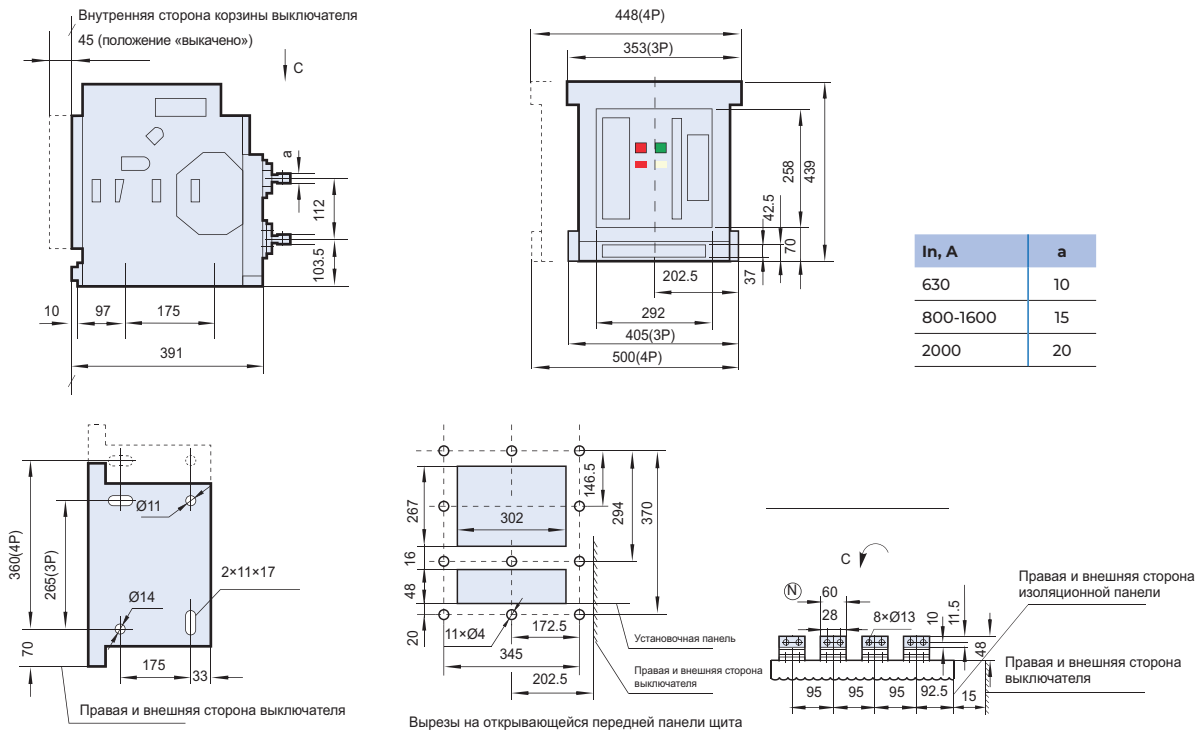 Внутренняя сторона корзины выключателя
45 (положение «выкачено»)
C
a
112
103.5
10
97
175
391
448(4P)
353(3P)
258
439
42.5
70
37
202.5
292
405(3P)
500(4P)
In, A a
630 10
800-1600 15
2000 20
360(4P)
265(3P)
70
Ø11
Ø14
2×11×17
175
33
Правая и внешняя сторона выключателя
267
16
48
20
302
146.5
294
370
11×Ø4
172.5
345
202.5
Установочная панель
Правая и внешняя сторона
выключателя
Вырезы на открывающейся передней панели щита
C
N
60
28
8×Ø13
10
11.5
48
95
95
95
92.5
15
Правая и внешняя сторона
изоляционной панели
Правая и внешняя сторона
выключателя